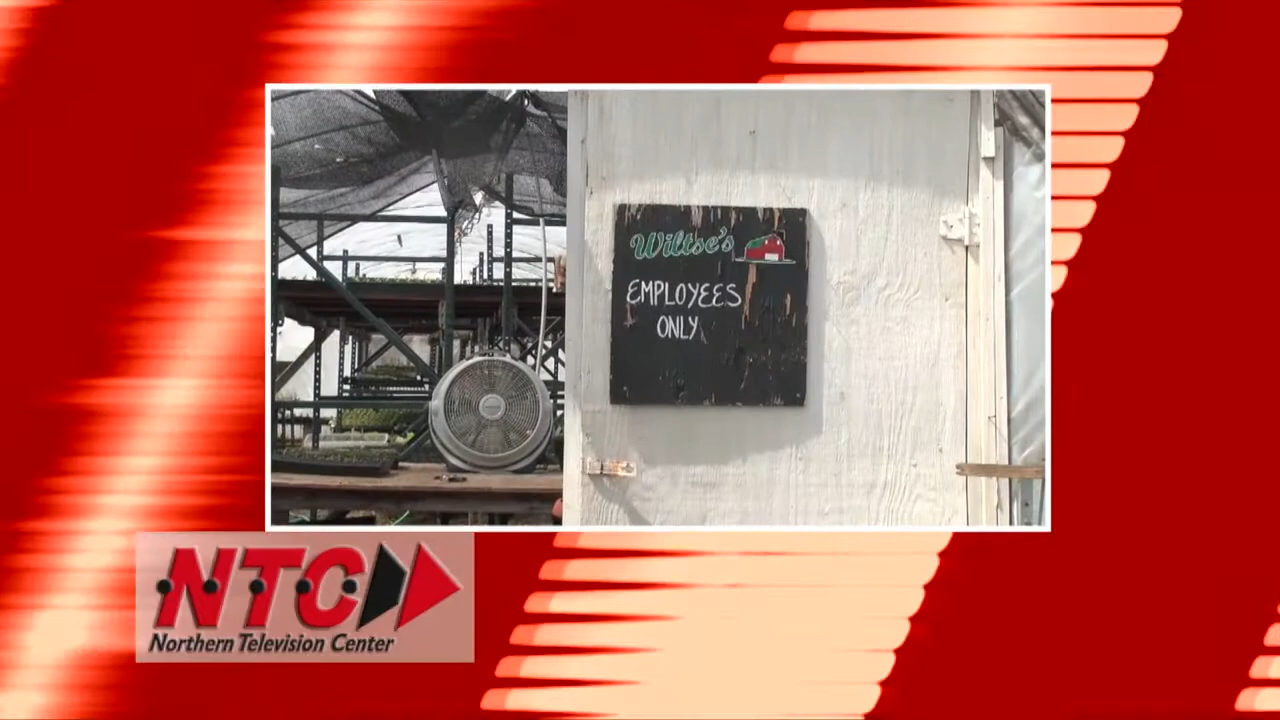 Wiltse's
EMPLOYEES
ONLY
NTC
Northern Television Center